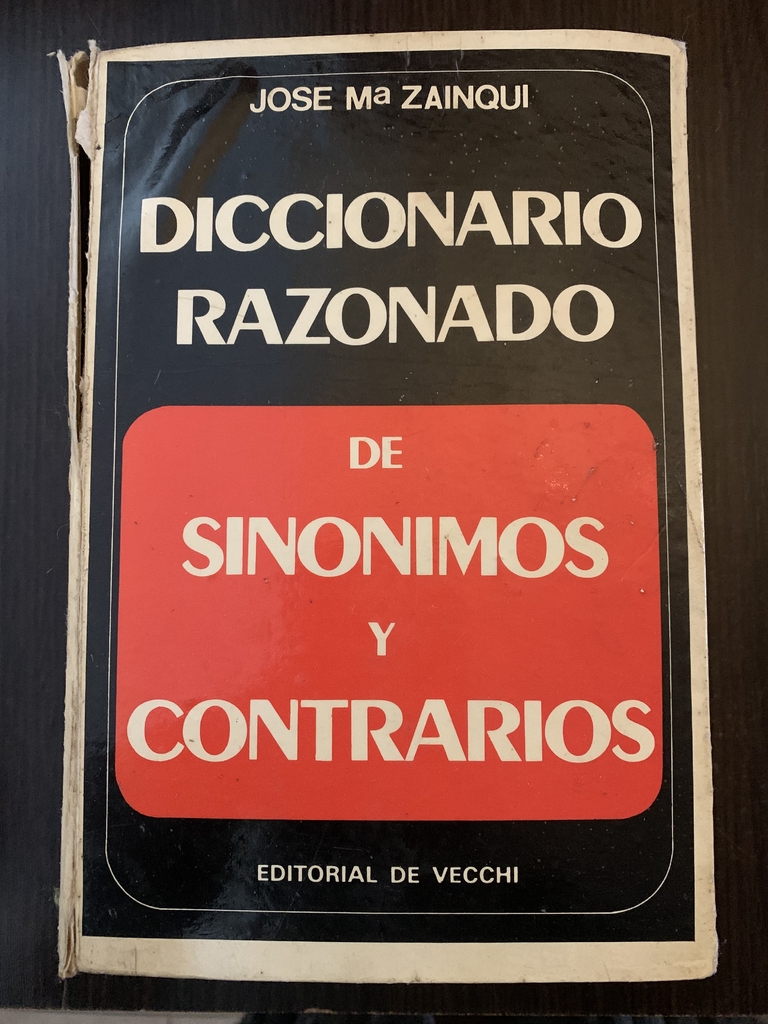 JOSE Mª ZAINQUI
DICCIONARIO
RAZONADO
DE
SINONIMOS
Y
CONTRARIOS
EDITORIAL DE VECCHI